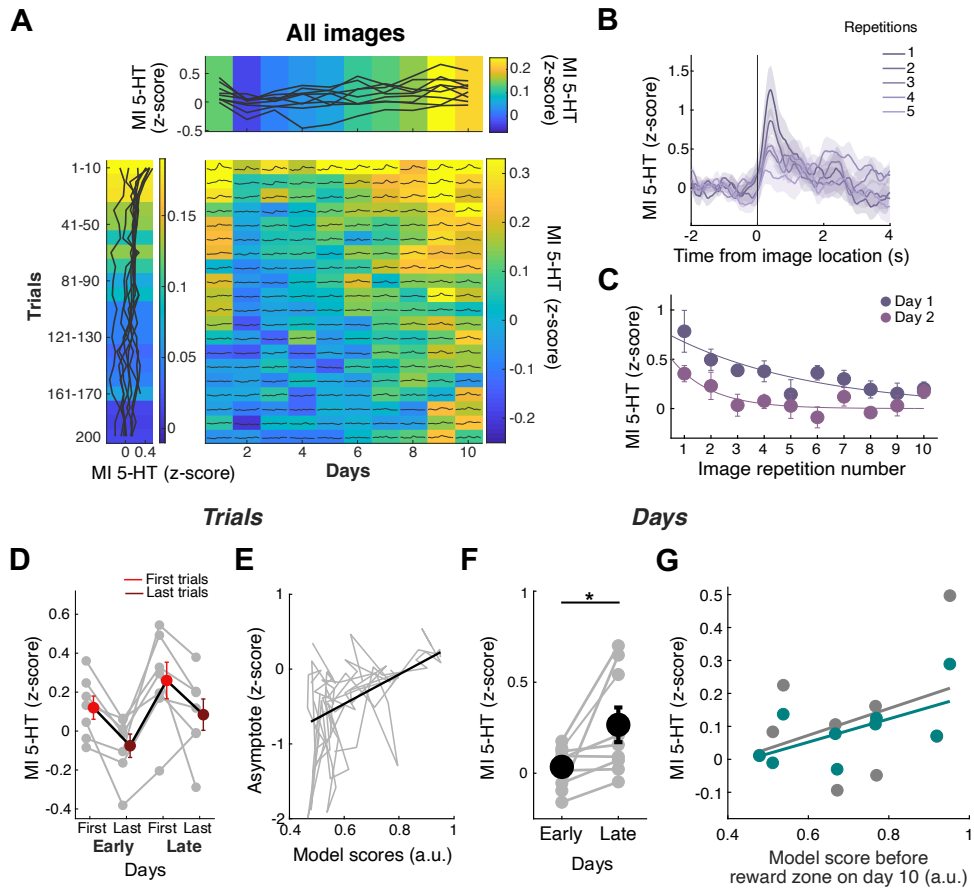 A
All images
MI 5-HT
(z-score)
0.5
0
-0.5
0.2
0.1
0
MI 5-HT
(z-score)
1-10
41-50
81-90
121-130
161-170
200
Trials
0 0.4
MI 5-HT (z-score)
0.15
0.1
0.05
0
2 4 6 8 10
Days
0.3
0.2
0.1
0
-0.1
-0.2
MI 5-HT (z-score)
B
Repetitions
1
2
3
4
5
MI 5-HT (z-score)
1.5
1
0.5
0
-2 0 2 4
Time from image location (s)
C
Day 1
Day 2
MI 5-HT (z-score)
1
0.5
0
1 2 3 4 5 6 7 8 9 10
Image repetition number
Trials
Days
D
First trials
Last trials
MI 5-HT (z-score)
0.6
0.4
0.2
0
-0.2
-0.4
First Last First Last
Early Late
Days
E
Asymptote (z-score)
1
0
-1
-2
0.4 0.6 0.8 1
Model scores (a.u.)
F
*
MI 5-HT (z-score)
1
0.5
0
Early Late
Days
G
MI 5-HT (z-score)
0.5
0.4
0.3
0.2
0.1
0
-0.1
0.4 0.6 0.8 1
Model score before
reward zone on day 10 (a.u.)